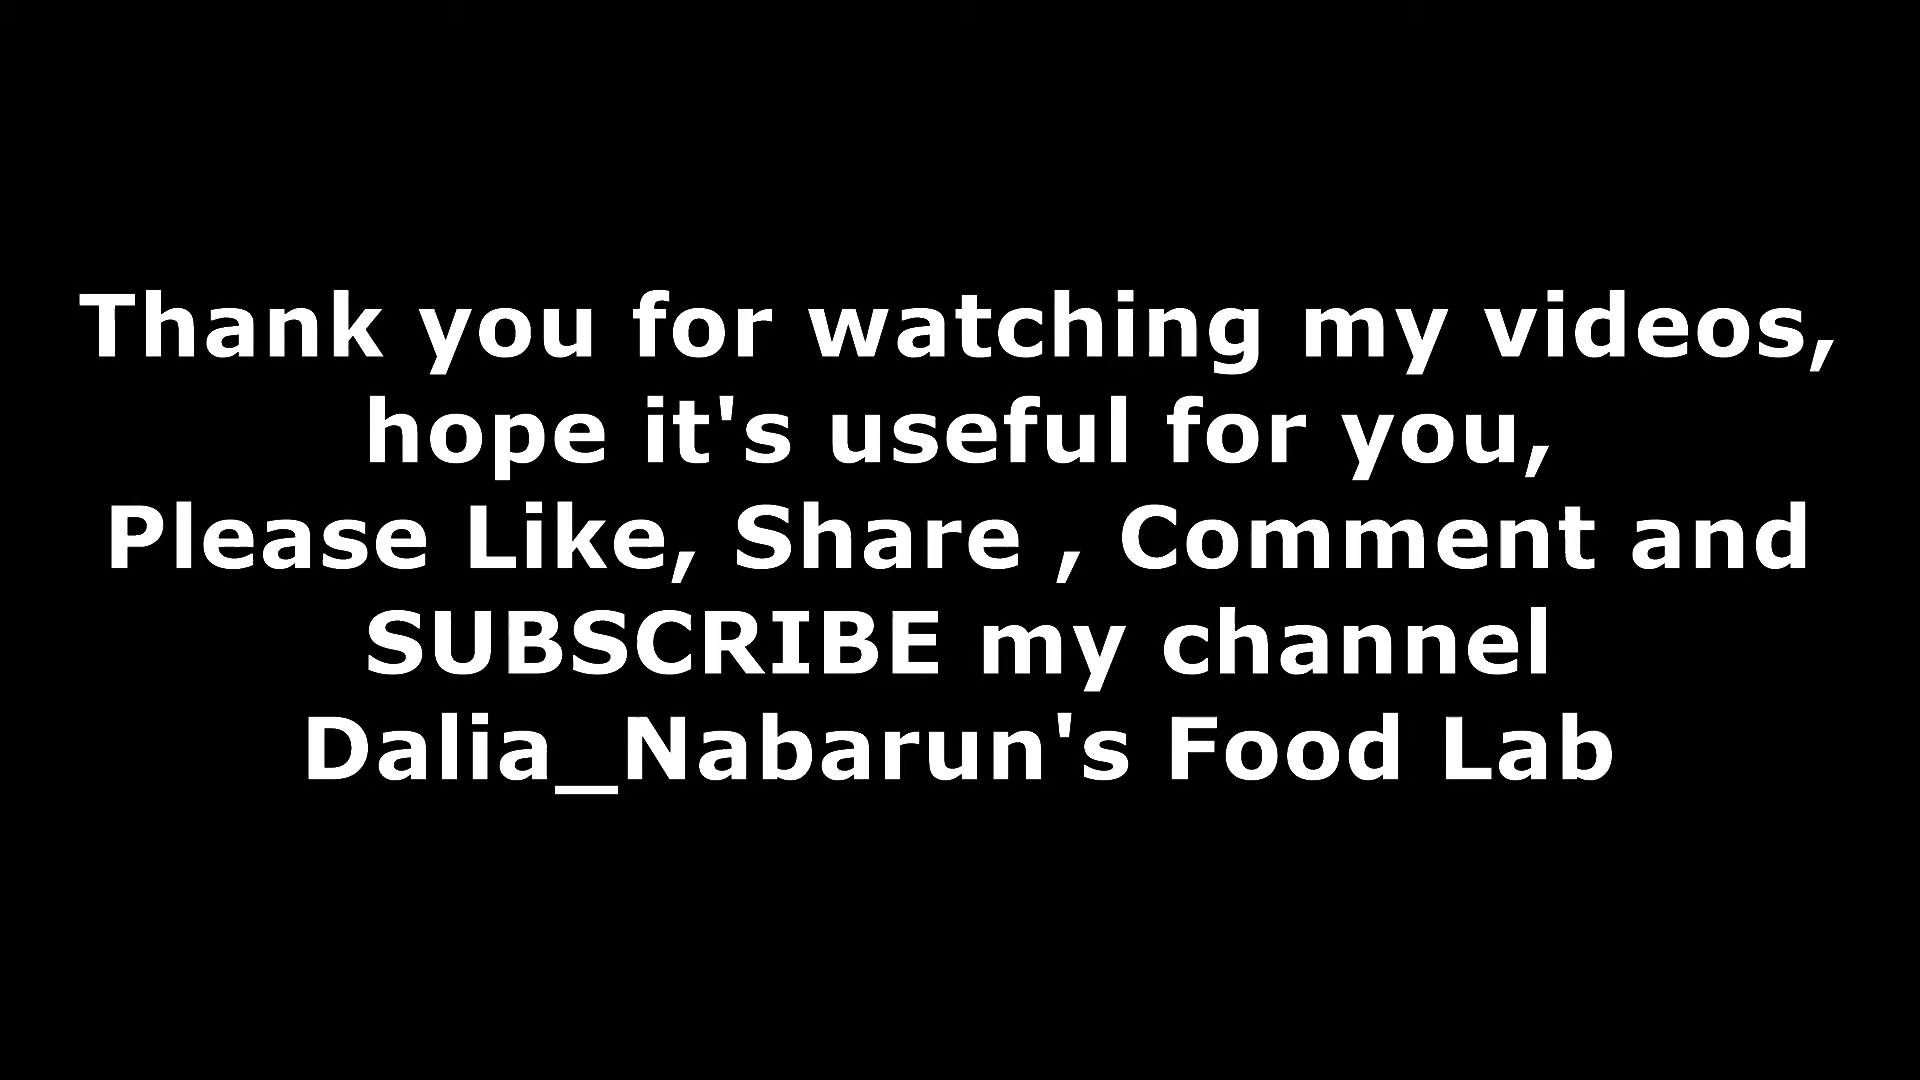 Thank you for watching my videos,
hope it's useful for you,
Please Like, Share , Comment and
SUBSCRIBE my channel
Dalia_Nabarun's Food Lab